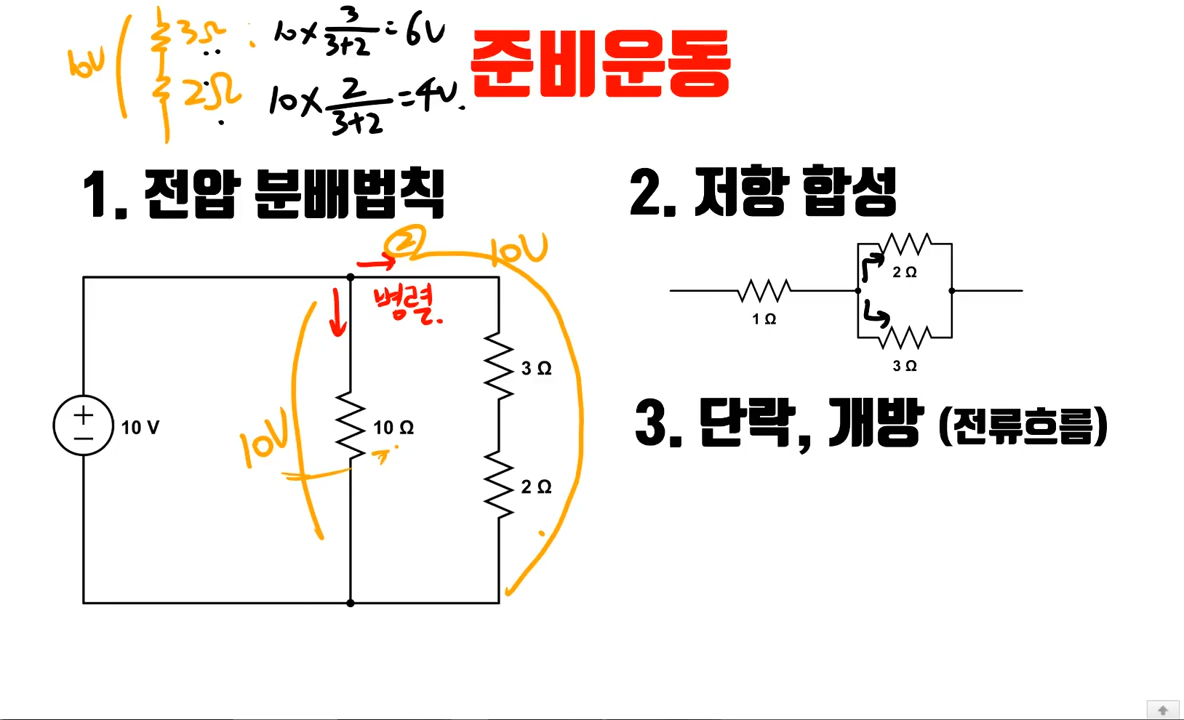 3Ω : 10 × 3/(3+2) = 6V
10V
2Ω 10 × 2/(3+2) = 4V.
준비운동
1. 전압 분배법칙
② 10V
병렬.
10 V
10V
10 Ω
3 Ω
2 Ω
2. 저항 합성
1 Ω
2 Ω
3 Ω
3. 단락, 개방 (전류흐름)